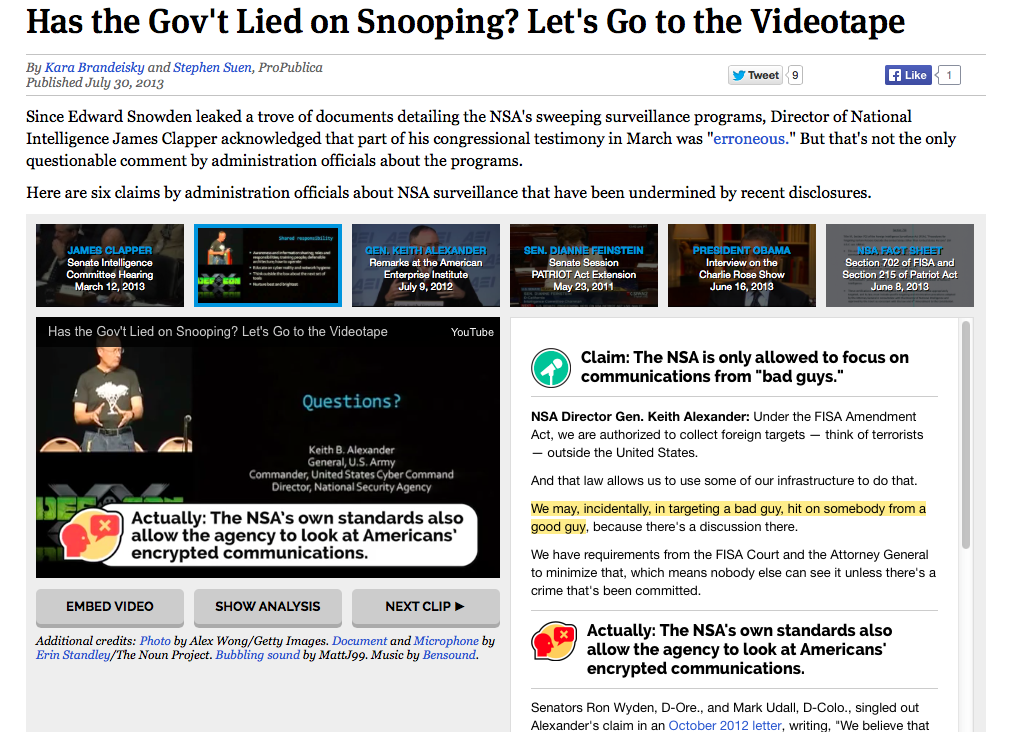 Has the Gov't Lied on Snooping? Let's Go to the Videotape
By Kara Brandeisky and Stephen Suen, ProPublica
Published July 30, 2013
Tweet 9
Like 1
Since Edward Snowden leaked a trove of documents detailing the NSA's sweeping surveillance programs, Director of National
Intelligence James Clapper acknowledged that part of his congressional testimony in March was "erroneous." But that's not the only
questionable comment by administration officials about the programs.
Here are six claims by administration officials about NSA surveillance that have been undermined by recent disclosures.
JAMES CLAPPER
Senate Intelligence
Committee Hearing
March 12, 2013
Shared responsibility
DEFCON
GEN. KEITH ALEXANDER
Remarks at the American
Enterprise Institute
July 9, 2012
SEN. DIANNE FEINSTEIN
Senate Session
PATRIOT Act Extension
May 23, 2011
PRESIDENT OBAMA
Interview on the
Charlie Rose Show
June 16, 2013
NSA FACT SHEET
Section 702 of FISA and
Section 215 of Patriot Act
June 8, 2013
Has the Gov't Lied on Snooping? Let's Go to the Videotape
YouTube
Questions?
Keith B. Alexander
General, U.S. Army
Commander, United States Cyber Command
Director, National Security Agency
Actually: The NSA's own standards also
allow the agency to look at Americans'
encrypted communications.
EMBED VIDEO
SHOW ANALYSIS
NEXT CLIP ►
Additional credits: Photo by Alex Wong/Getty Images. Document and Microphone by
Erin Standley/The Noun Project. Bubbling sound by MattJ99. Music by Bensound.
Claim: The NSA is only allowed to focus on
communications from "bad guys."
NSA Director Gen. Keith Alexander: Under the FISA Amendment
Act, we are authorized to collect foreign targets — think of terrorists
— outside the United States.
And that law allows us to use some of our infrastructure to do that.
We may, incidentally, in targeting a bad guy, hit on somebody from a
good guy, because there's a discussion there.
We have requirements from the FISA Court and the Attorney General
to minimize that, which means nobody else can see it unless there's a
crime that's been committed.
Actually: The NSA's own standards also
allow the agency to look at Americans'
encrypted communications.
Senators Ron Wyden, D-Ore., and Mark Udall, D-Colo., singled out
Alexander's claim in an October 2012 letter, writing, "We believe that